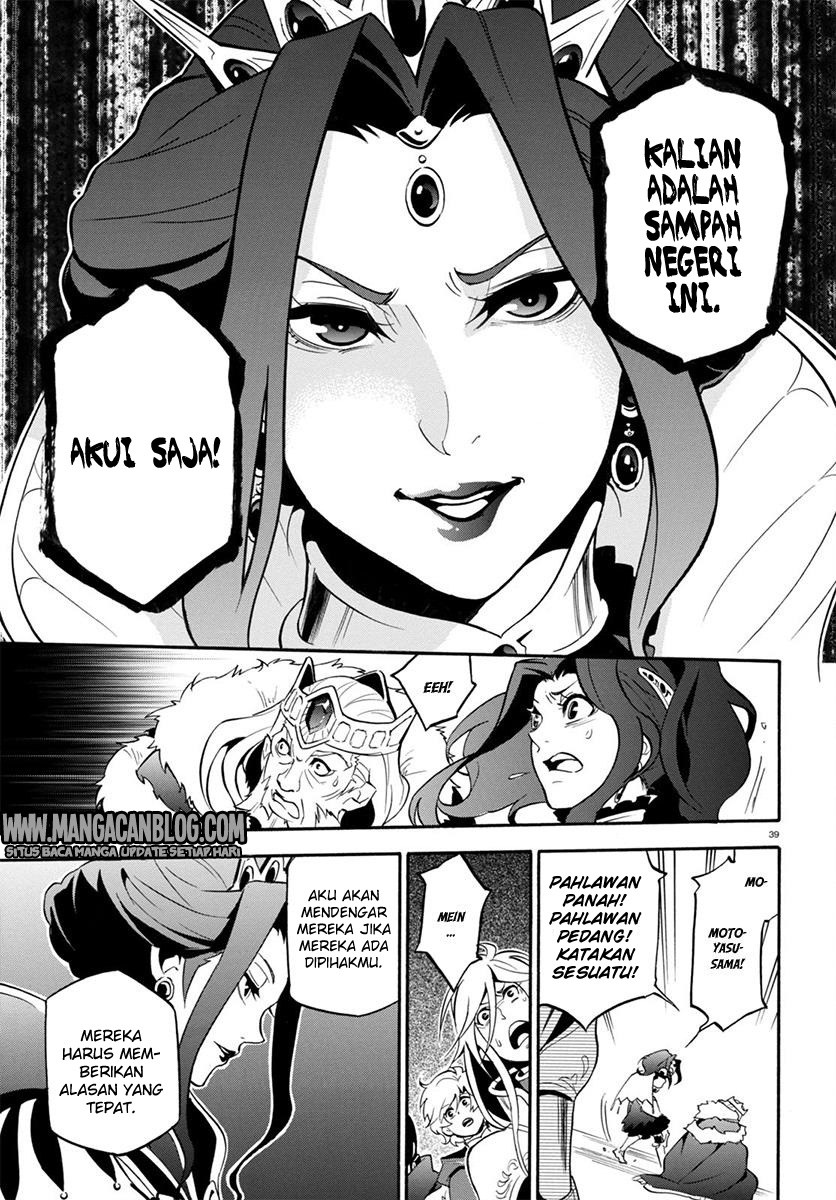 KALIAN
ADALAH
SAMPAH
NEGERI
INI.
AKUI SAJA!
EEH!
WWW.MANGACANBLOG.COM
SITUS BACA MANGA UPDATE SETIAP HARI
39
MO-
MOTO-
YASU-
SAMA!
PAHLAWAN
PANAH!
PAHLAWAN
PEDANG!
KATAKAN
SESUATU!
MEIN
...
AKU AKAN
MENDENGAR
MEREKA JIKA
MEREKA ADA
DIPIHAKMU.
MEREKA
HARUS MEM-
BERIKAN
ALASAN YANG
TEPAT.